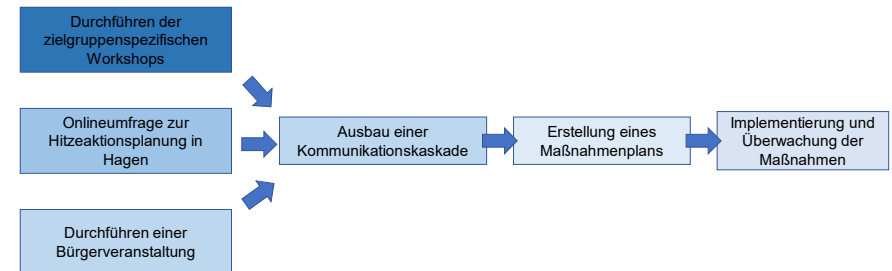 Durchführen der
zielgruppenspezifischen
Workshops
Onlineumfrage zur
Hitzeaktionsplanung in
Hagen
Durchführen einer
Bürgerveranstaltung
Ausbau einer
Kommunikationskaskade
Erstellung eines
Maßnahmenplans
Implementierung und
Überwachung der
Maßnahmen